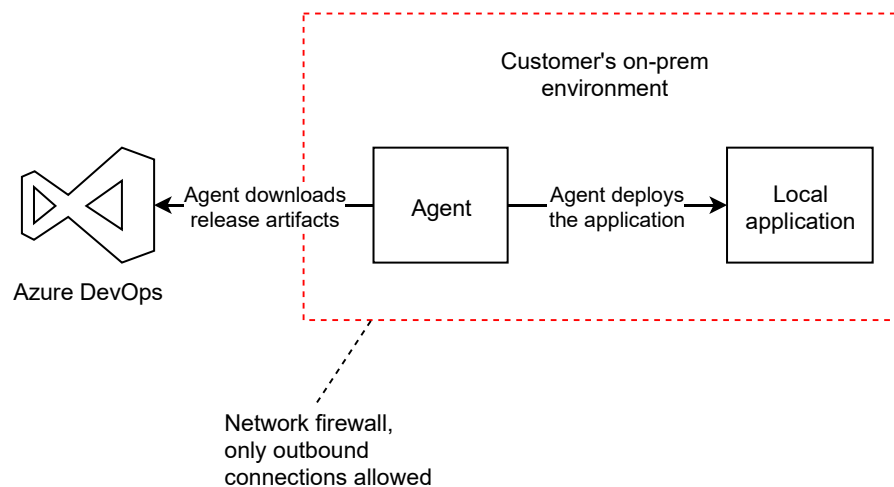 Customer's on-prem
environment
Agent downloads
release artifacts
Agent
Agent deploys
the application
Local
application
Azure DevOps
Network firewall,
only outbound
connections allowed